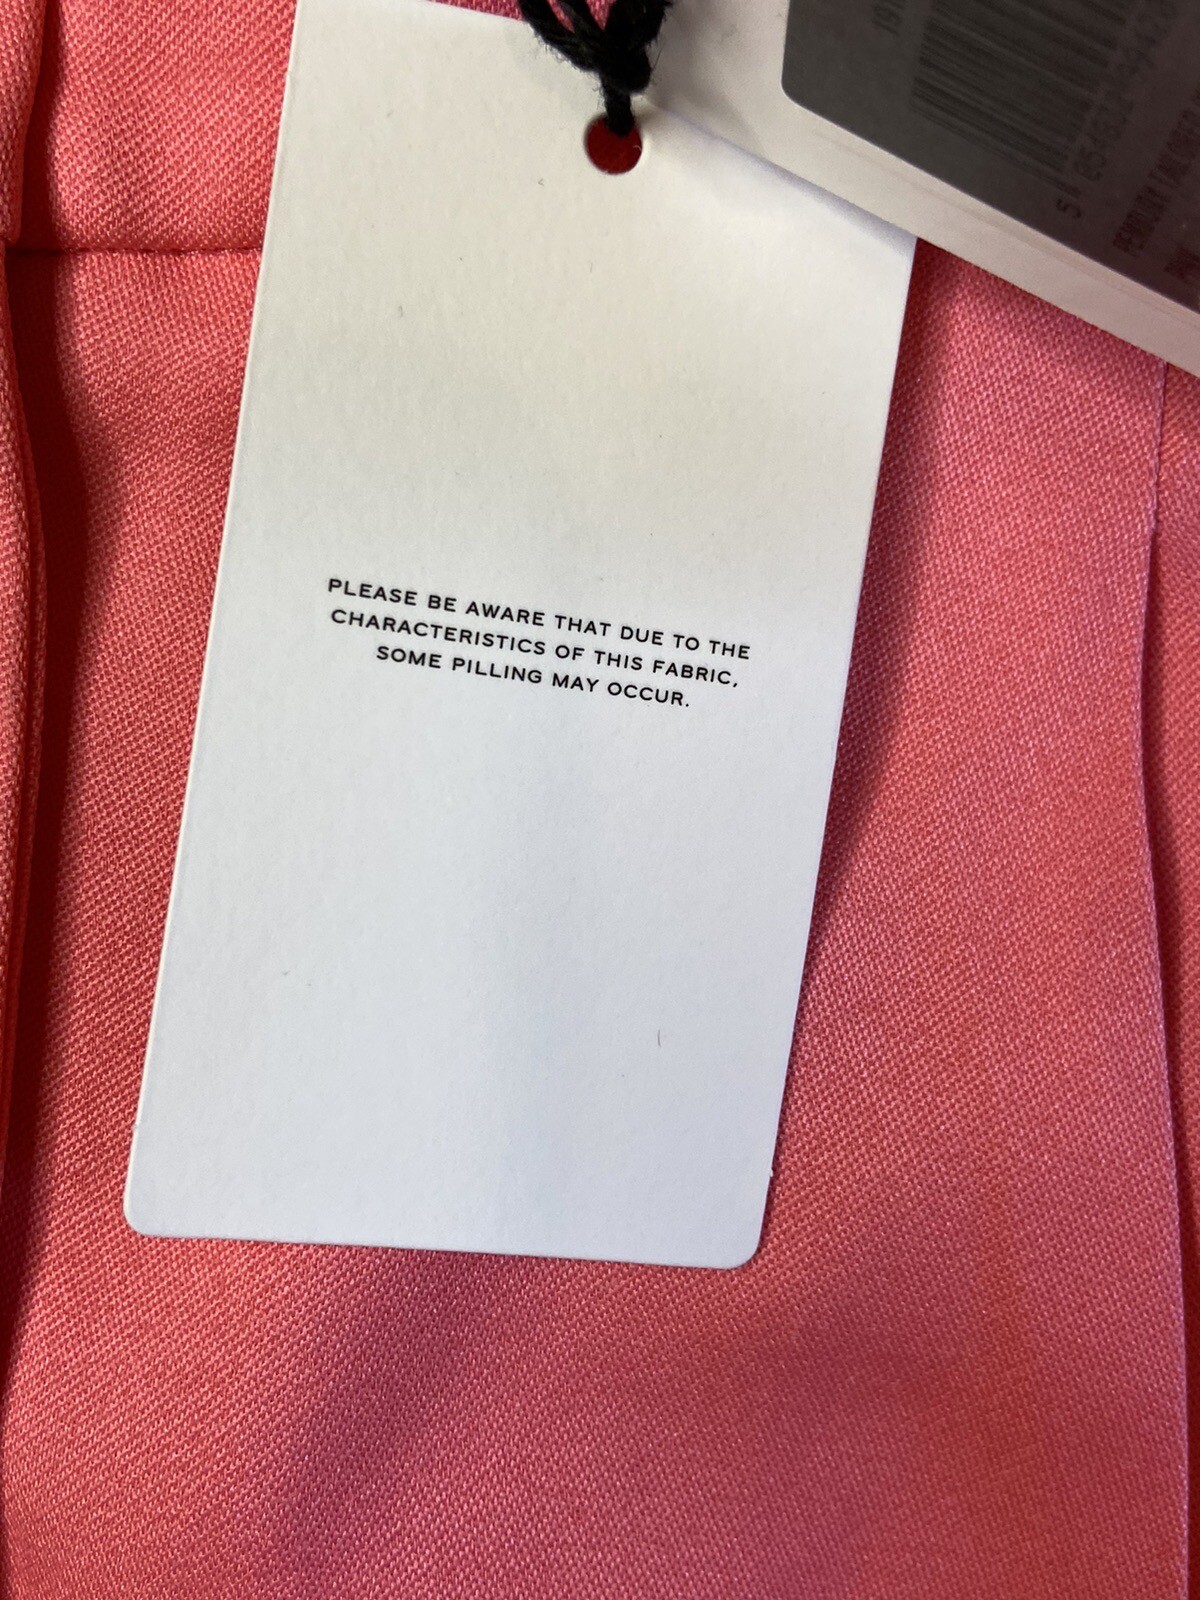 PLEASE BE AWARE THAT DUE TO THE
CHARACTERISTICS OF THIS FABRIC,
SOME PILLING MAY OCCUR.